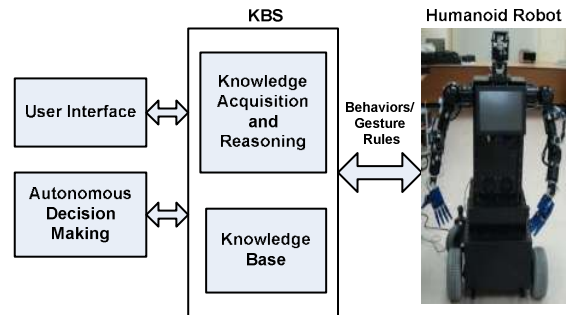 KBS
Humanoid Robot
User Interface
Autonomous
Decision
Making
Knowledge
Acquisition
and
Reasoning
Knowledge
Base
Behaviors/
Gesture
Rules